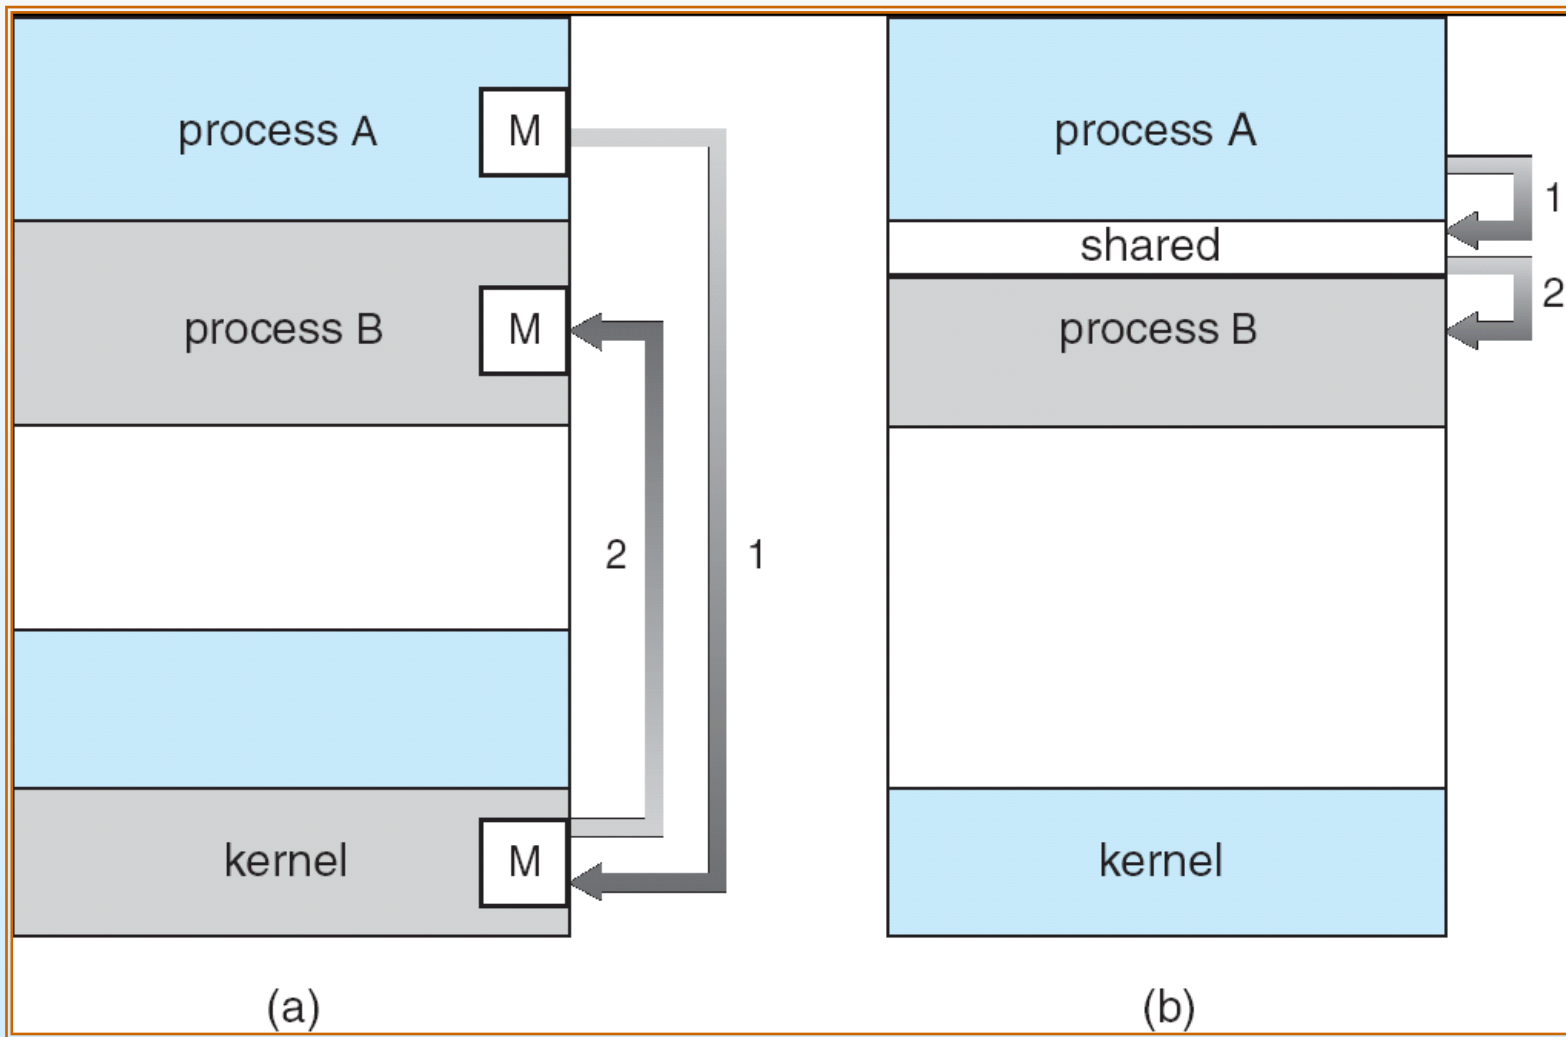 process A
M
process B
M
2
1
kernel
M
(a)
process A
1
shared
2
process B
kernel
(b)